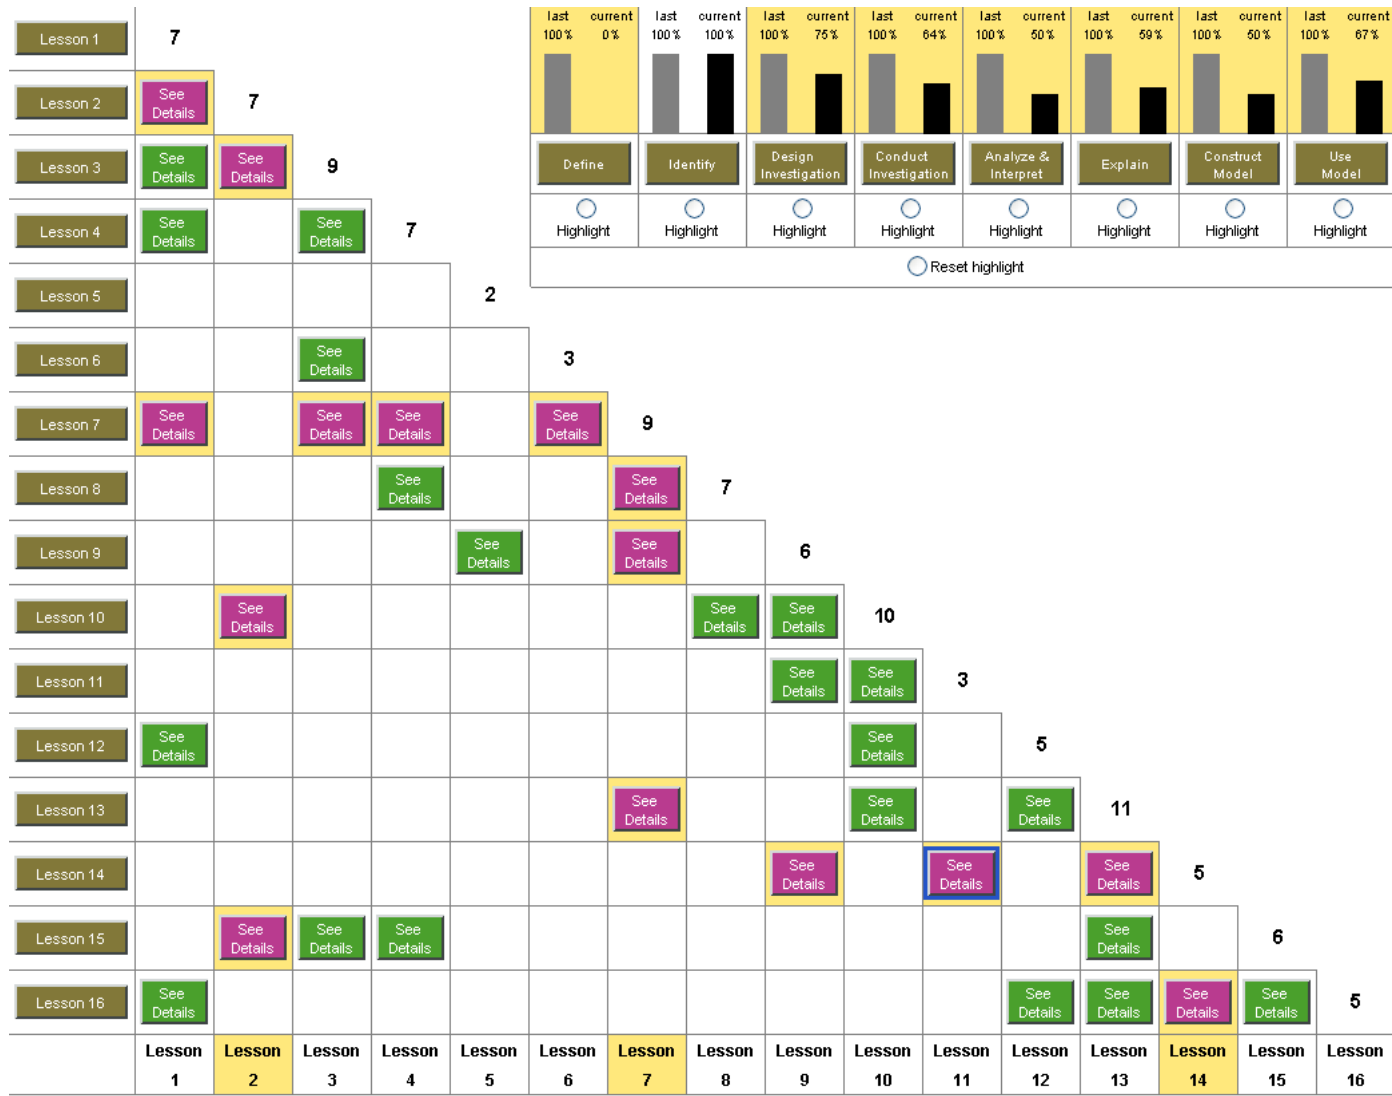 last current last current last current last current last current last current last current last current
100% 0% 100% 100% 100% 75% 100% 64% 100% 50% 100% 59% 100% 50% 100% 67%
Define Identify Design Investigation Conduct Investigation Analyze & Interpret Explain Construct Model Use Model
Highlight Highlight Highlight Highlight Highlight Highlight Highlight Highlight
Reset highlight
Lesson 1 7
Lesson 2 See Details 7
Lesson 3 See Details See Details 9
Lesson 4 See Details See Details 7
Lesson 5 2
Lesson 6 See Details 3
Lesson 7 See Details See Details See Details See Details 9
Lesson 8 See Details See Details 7
Lesson 9 See Details See Details 6
Lesson 10 See Details See Details See Details 10
Lesson 11 See Details See Details 3
Lesson 12 See Details See Details 5
Lesson 13 See Details See Details See Details 11
Lesson 14 See Details See Details See Details 5
Lesson 15 See Details See Details See Details See Details 6
Lesson 16 See Details See Details See Details See Details See Details 5
Lesson Lesson Lesson Lesson Lesson Lesson Lesson Lesson Lesson Lesson Lesson Lesson Lesson Lesson Lesson Lesson
1 2 3 4 5 6 7 8 9 10 11 12 13 14 15 16